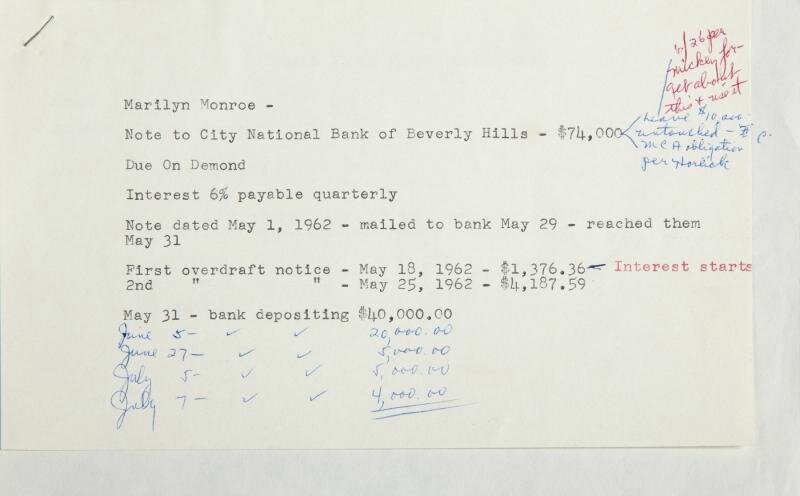 6/26 per
Mickey for-
get about
this + use it
Marilyn Monroe -
Leave $10,000
Note to City National Bank of Beverly Hills - $74,000
untouched -
MCA obligation
per Horlick
Due On Demond
Interest 6% payable quarterly
Note dated May 1, 1962 - mailed to bank May 29 - reached them
May 31
First overdraft notice - May 18, 1962 - $1,376.36 - Interest starts
2nd " " - May 25, 1962 - $4,187.59
May 31 - bank depositing $40,000.00
June 5 - ✓ ✓ 20,000.00
June 27 - ✓ ✓ 5,000.00
July 5 - ✓ ✓ 5,000.00
July 7 - ✓ ✓ 4,000.00